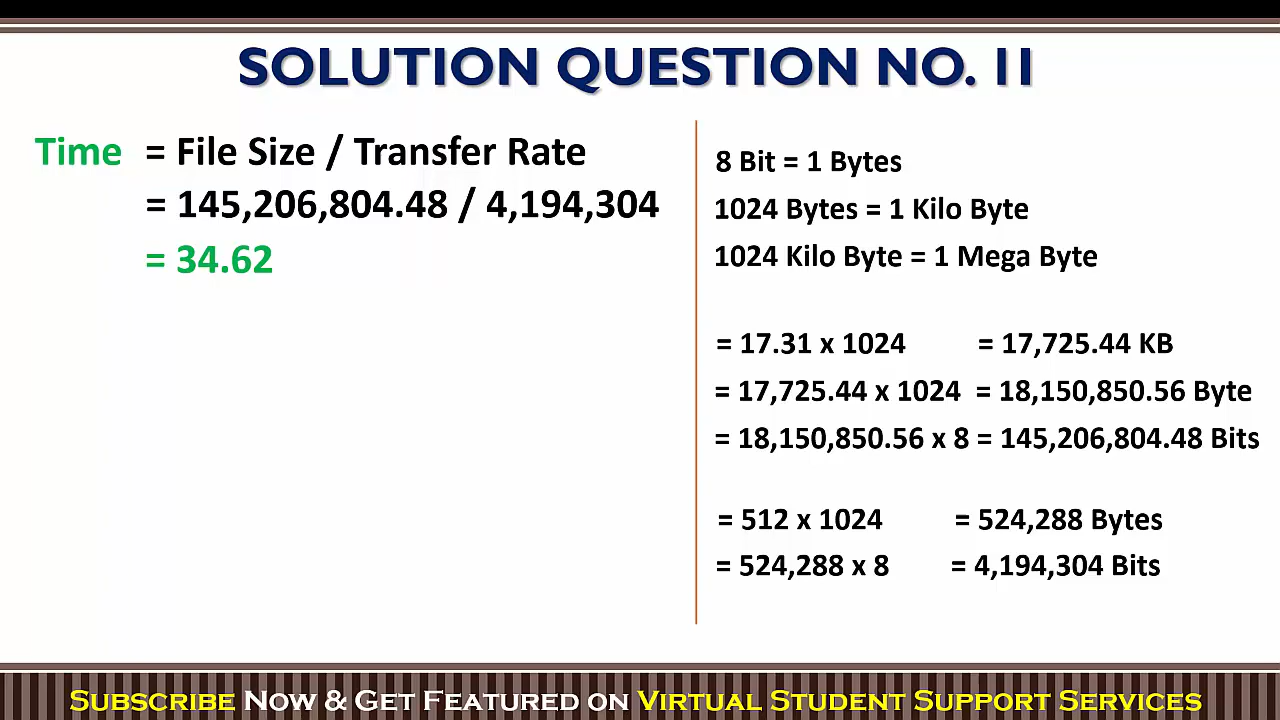 SOLUTION QUESTION NO. 11
Time = File Size / Transfer Rate
= 145,206,804.48 / 4,194,304
= 34.62
8 Bit = 1 Bytes
1024 Bytes = 1 Kilo Byte
1024 Kilo Byte = 1 Mega Byte
= 17.31 x 1024 = 17,725.44 KB
= 17,725.44 x 1024 = 18,150,850.56 Byte
= 18,150,850.56 x 8 = 145,206,804.48 Bits
= 512 x 1024 = 524,288 Bytes
= 524,288 x 8 = 4,194,304 Bits
SUBSCRIBE NOW & GET FEATURED ON VIRTUAL STUDENT SUPPORT SERVICES